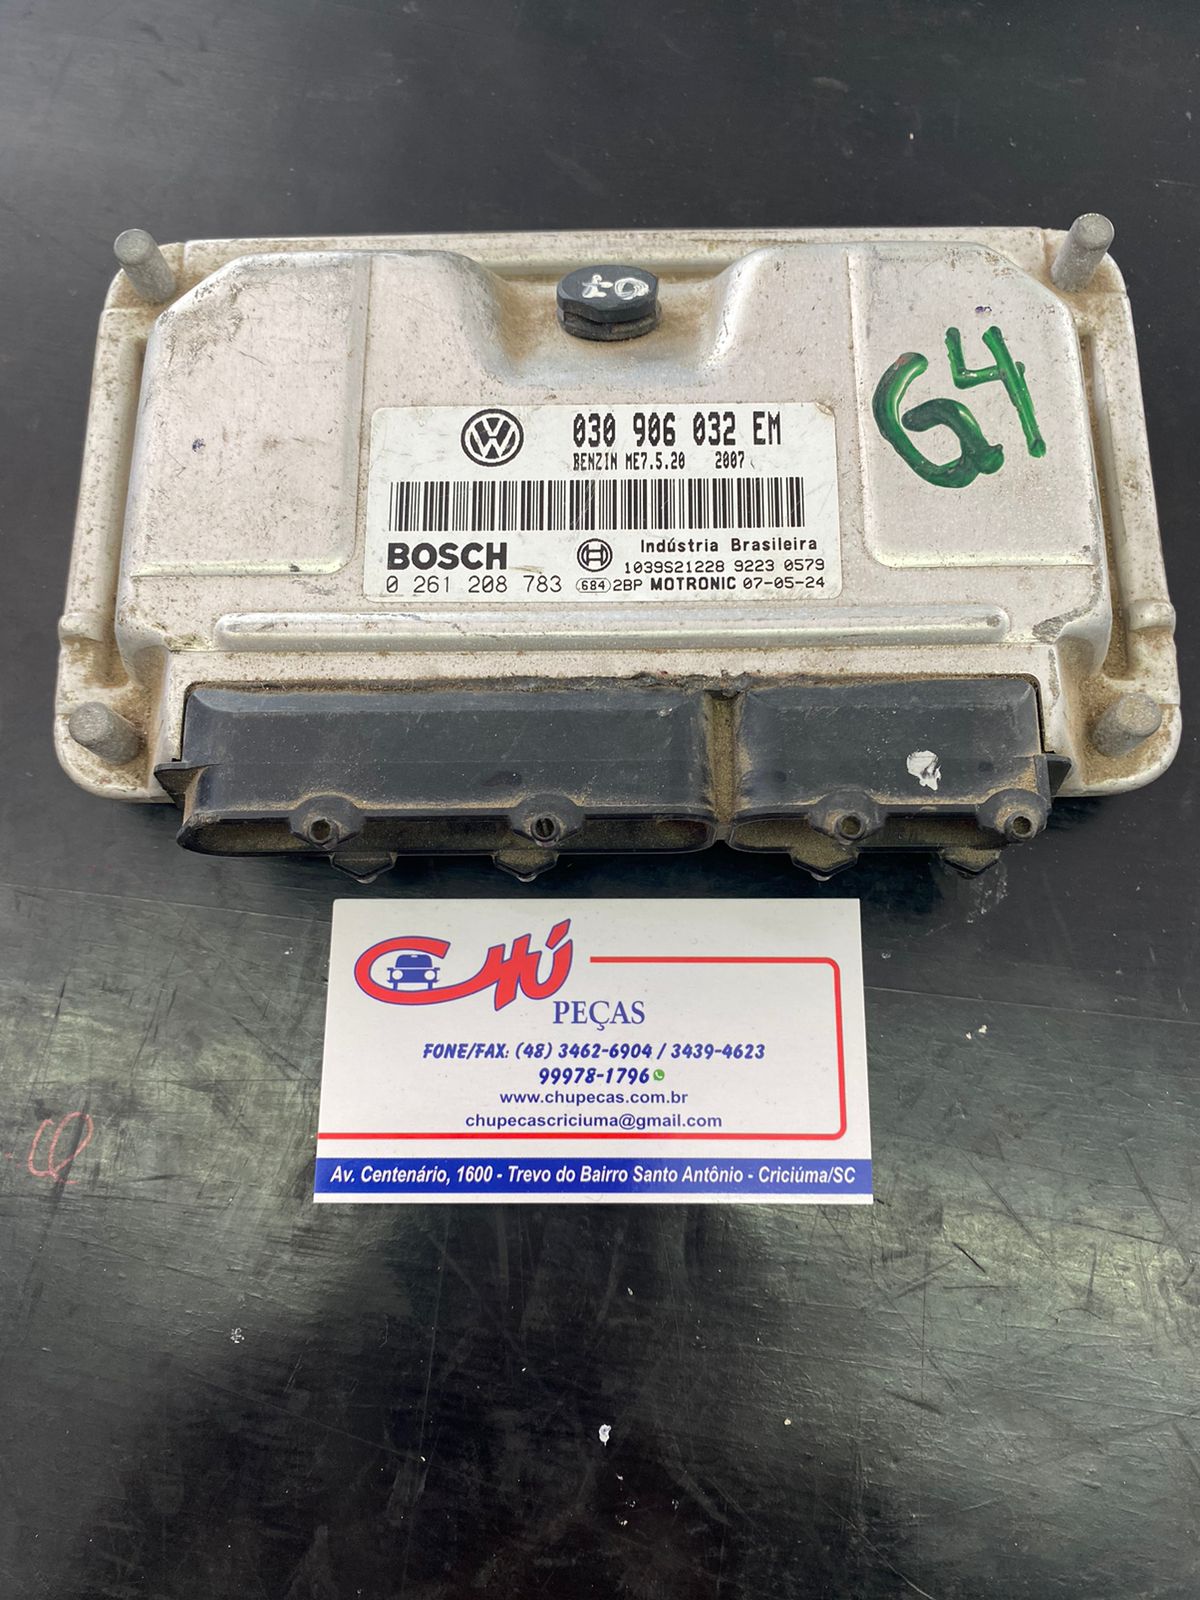 G4
030 906 032 EM
BENZIN ME7.5.20 2007
BOSCH
Indústria Brasileira
1039S21228 9223 0579
0 261 208 783 684 2BP MOTRONIC 07-05-24
CHÚ
PEÇAS
FONE/FAX: (48) 3462-6904 / 3439-4623
99978-1796
www.chupecas.com.br
chupecascriciuma@gmail.com
Av. Centenário, 1600 - Trevo do Bairro Santo Antônio - Criciúma/SC